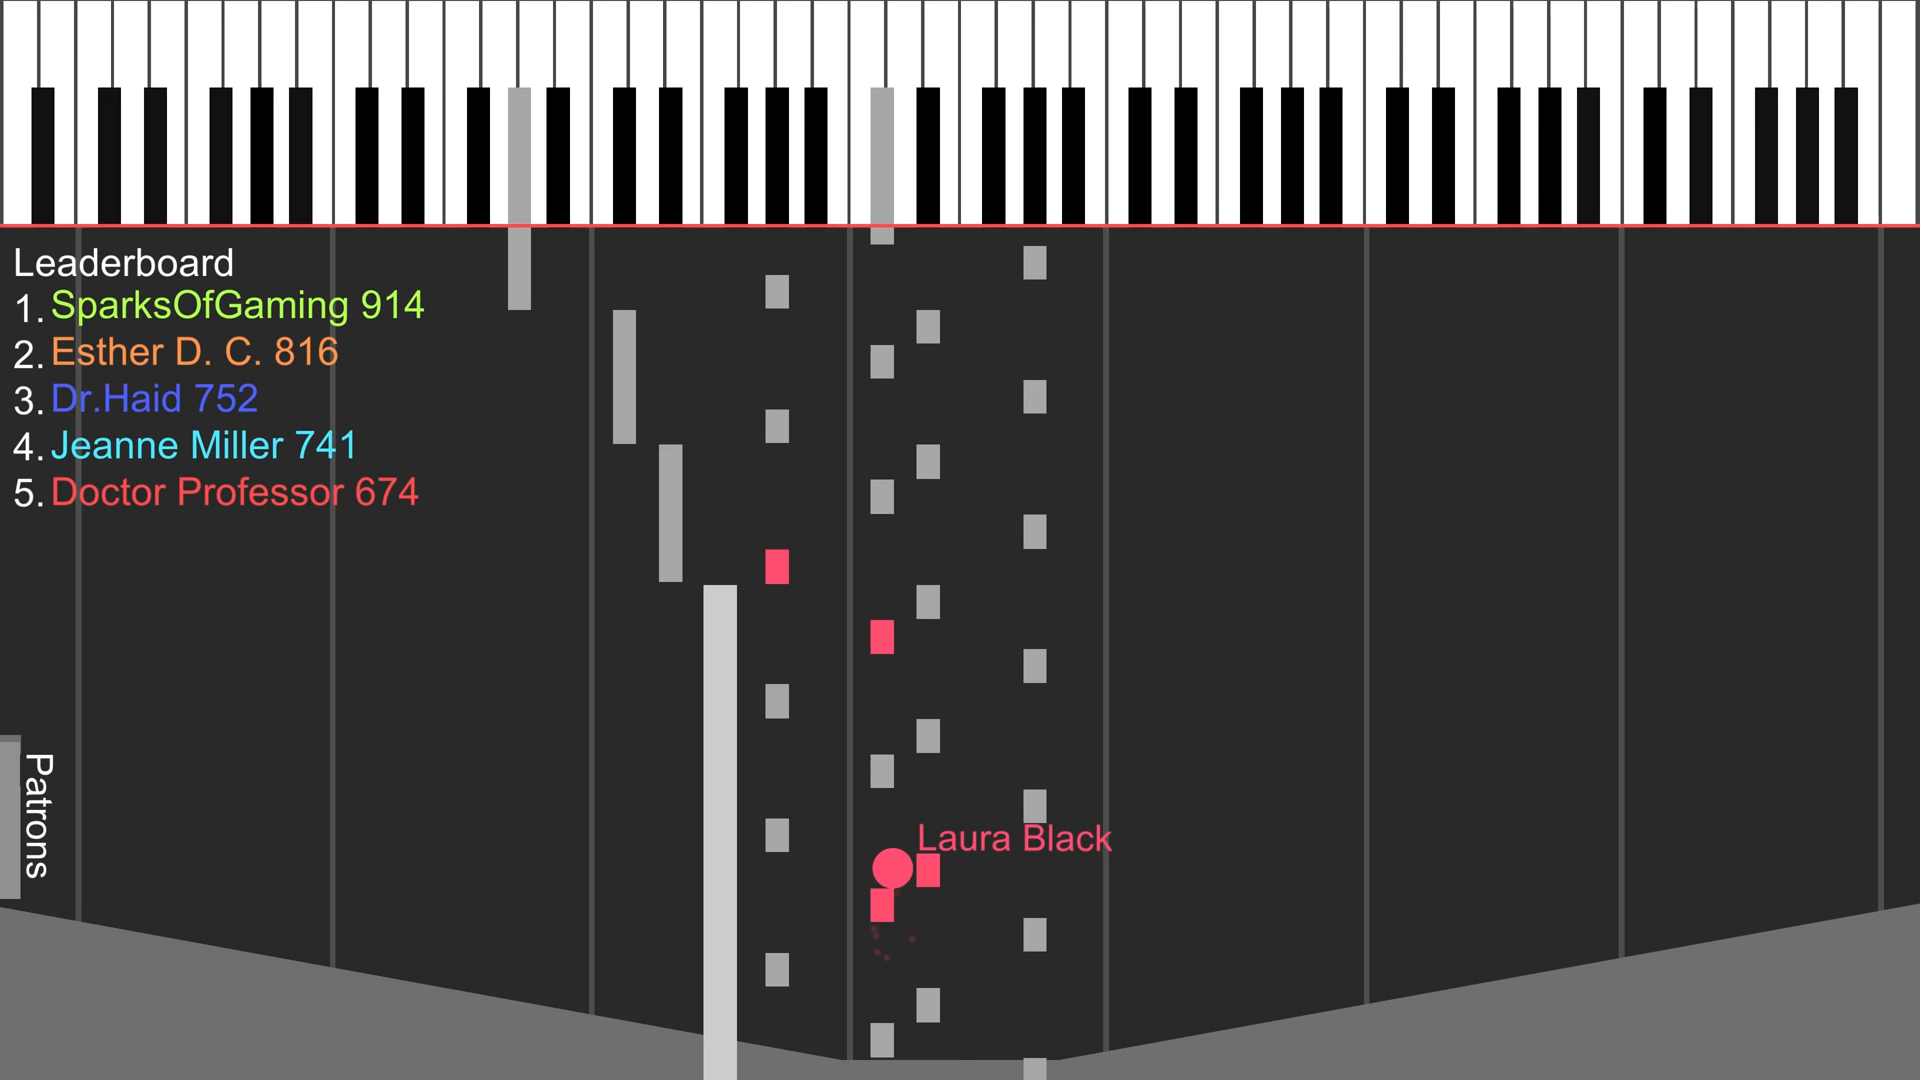 Leaderboard
1. SparksOfGaming 914
2. Esther D. C. 816
3. Dr.Haid 752
4. Jeanne Miller 741
5. Doctor Professor 674
Patrons
Laura Black